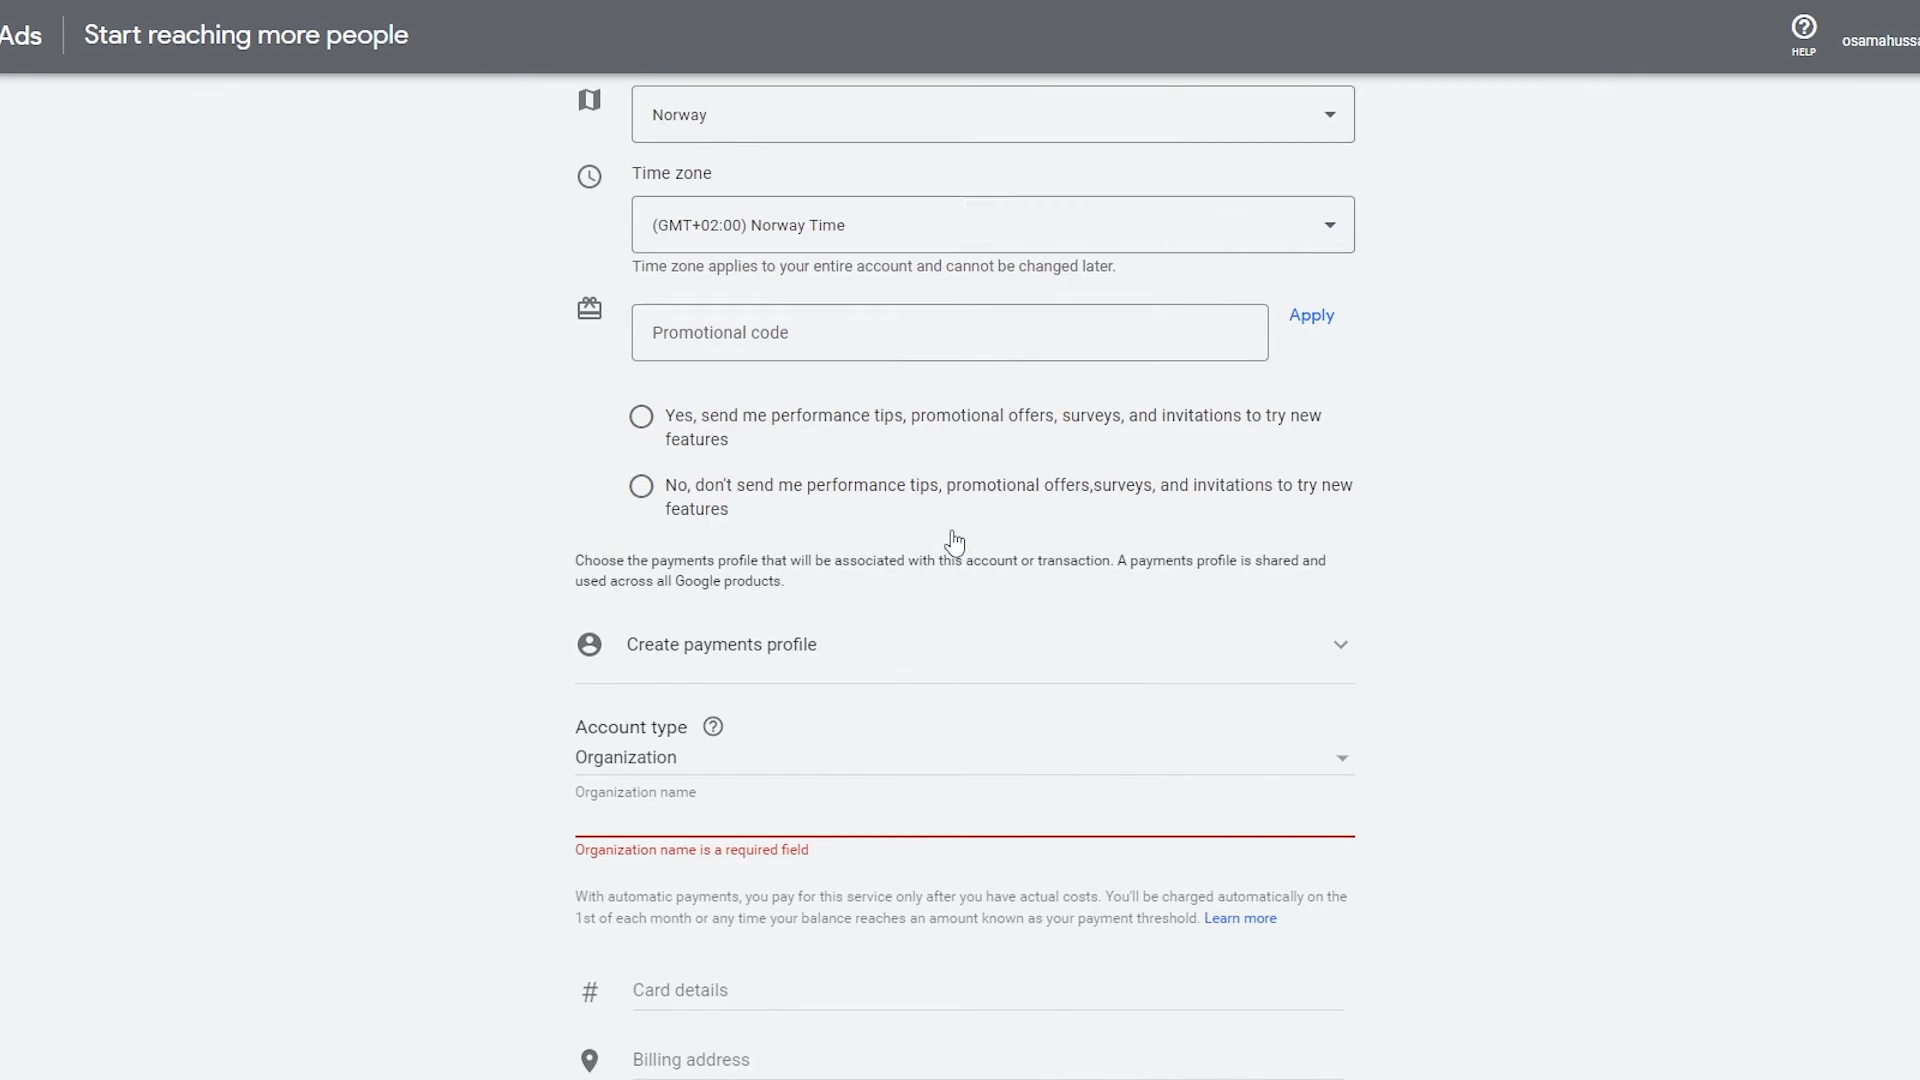 Ads
Start reaching more people
HELP
osamahussa
Norway
Time zone
(GMT+02:00) Norway Time
Time zone applies to your entire account and cannot be changed later.
Promotional code
Apply
Yes, send me performance tips, promotional offers, surveys, and invitations to try new
features
No, don't send me performance tips, promotional offers,surveys, and invitations to try new
features
Choose the payments profile that will be associated with this account or transaction. A payments profile is shared and
used across all Google products.
Create payments profile
Account type
Organization
Organization name
Organization name is a required field
With automatic payments, you pay for this service only after you have actual costs. You'll be charged automatically on the
1st of each month or any time your balance reaches an amount known as your payment threshold. Learn more
# Card details
Billing address